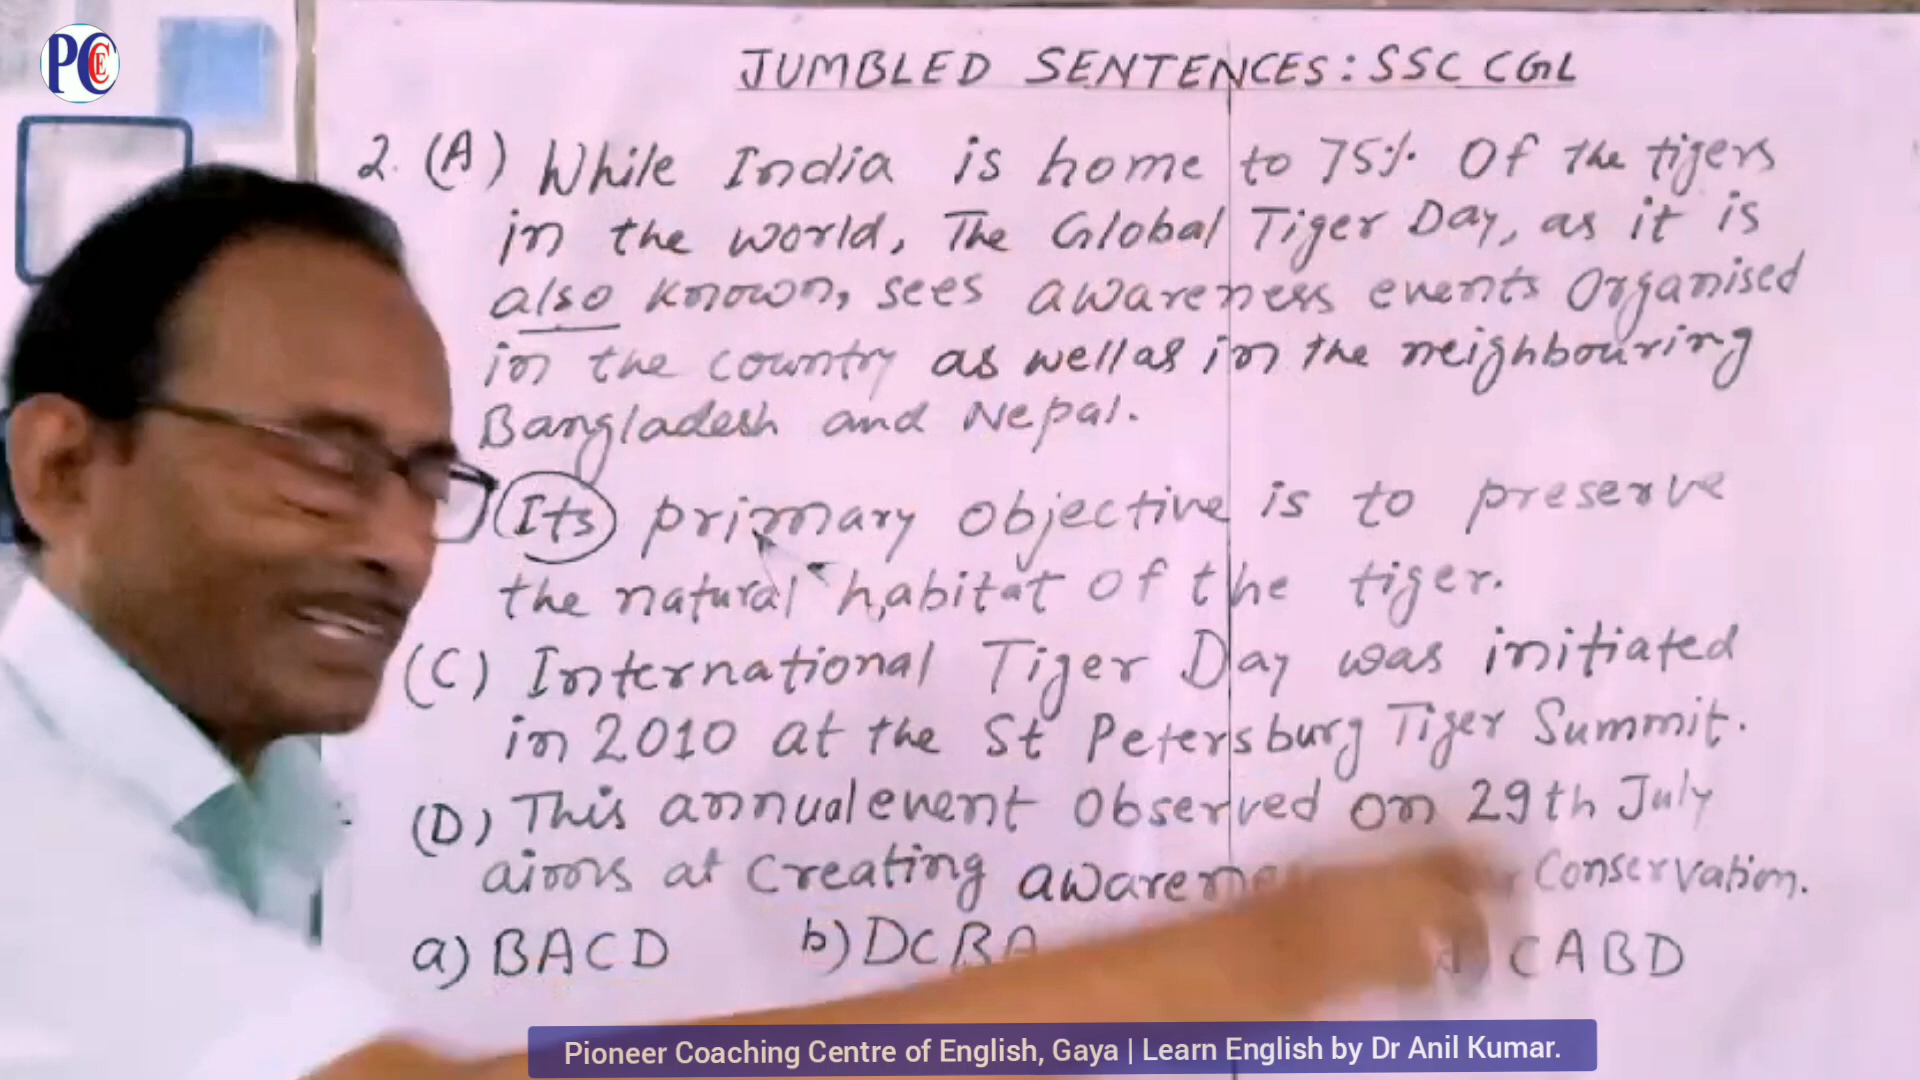 PCEC
JUMBLED SENTENCES: SSC CGL
2. (A) While India is home to 75% Of The tigers
in the world, The Global Tiger Day, as it is
also known, sees awareness events Organised
in the country as well as in the neighbouring
Bangladesh and Nepal.
Its primary objective is to preserve
the natural habitat of the tiger.
(C) International Tiger Day was initiated
in 2010 at the St Petersburg Tiger Summit.
(D) This annual event Observed on 29th July
aims at Creating Conservation.
a) BACD b) DCBA CABD
Pioneer Coaching Centre of English, Gaya | Learn English by Dr Anil Kumar.